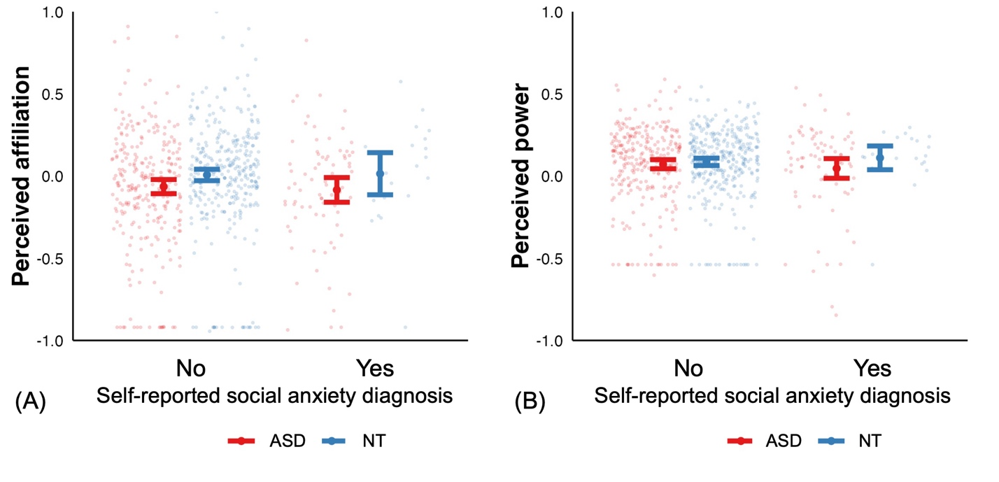 Perceived affiliation
1.0
0.5
0.0
-0.5
-1.0
No Yes
Self-reported social anxiety diagnosis
(A)
ASD NT
Perceived power
1.0
0.5
0.0
-0.5
-1.0
No Yes
Self-reported social anxiety diagnosis
(B)
ASD NT